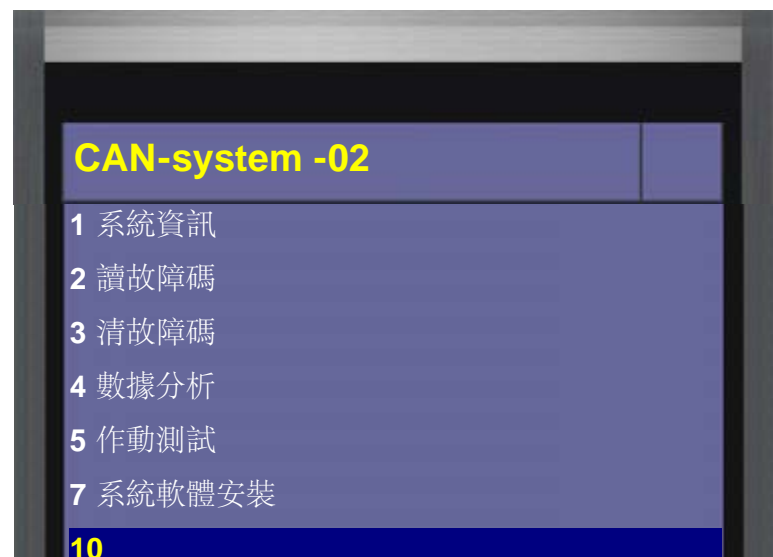 CAN-system -02
1 系統資訊
2 讀故障碼
3 清故障碼
4 數據分析
5 作動測試
7 系統軟體安裝
10